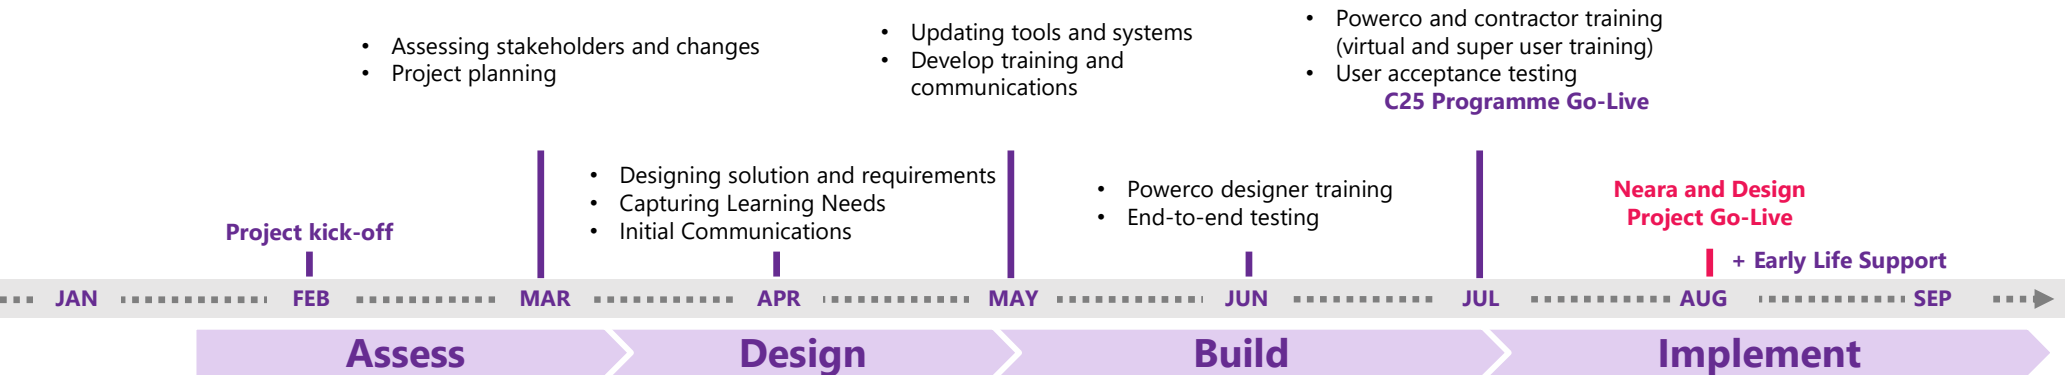 • Assessing stakeholders and changes
• Project planning
• Updating tools and systems
• Develop training and
communications
• Powerco and contractor training
(virtual and super user training)
• User acceptance testing
C25 Programme Go-Live
Project kick-off
• Designing solution and requirements
• Capturing Learning Needs
• Initial Communications
• Powerco designer training
• End-to-end testing
Neara and Design
Project Go-Live
+ Early Life Support
JAN FEB MAR APR MAY JUN JUL AUG SEP
Assess Design Build Implement